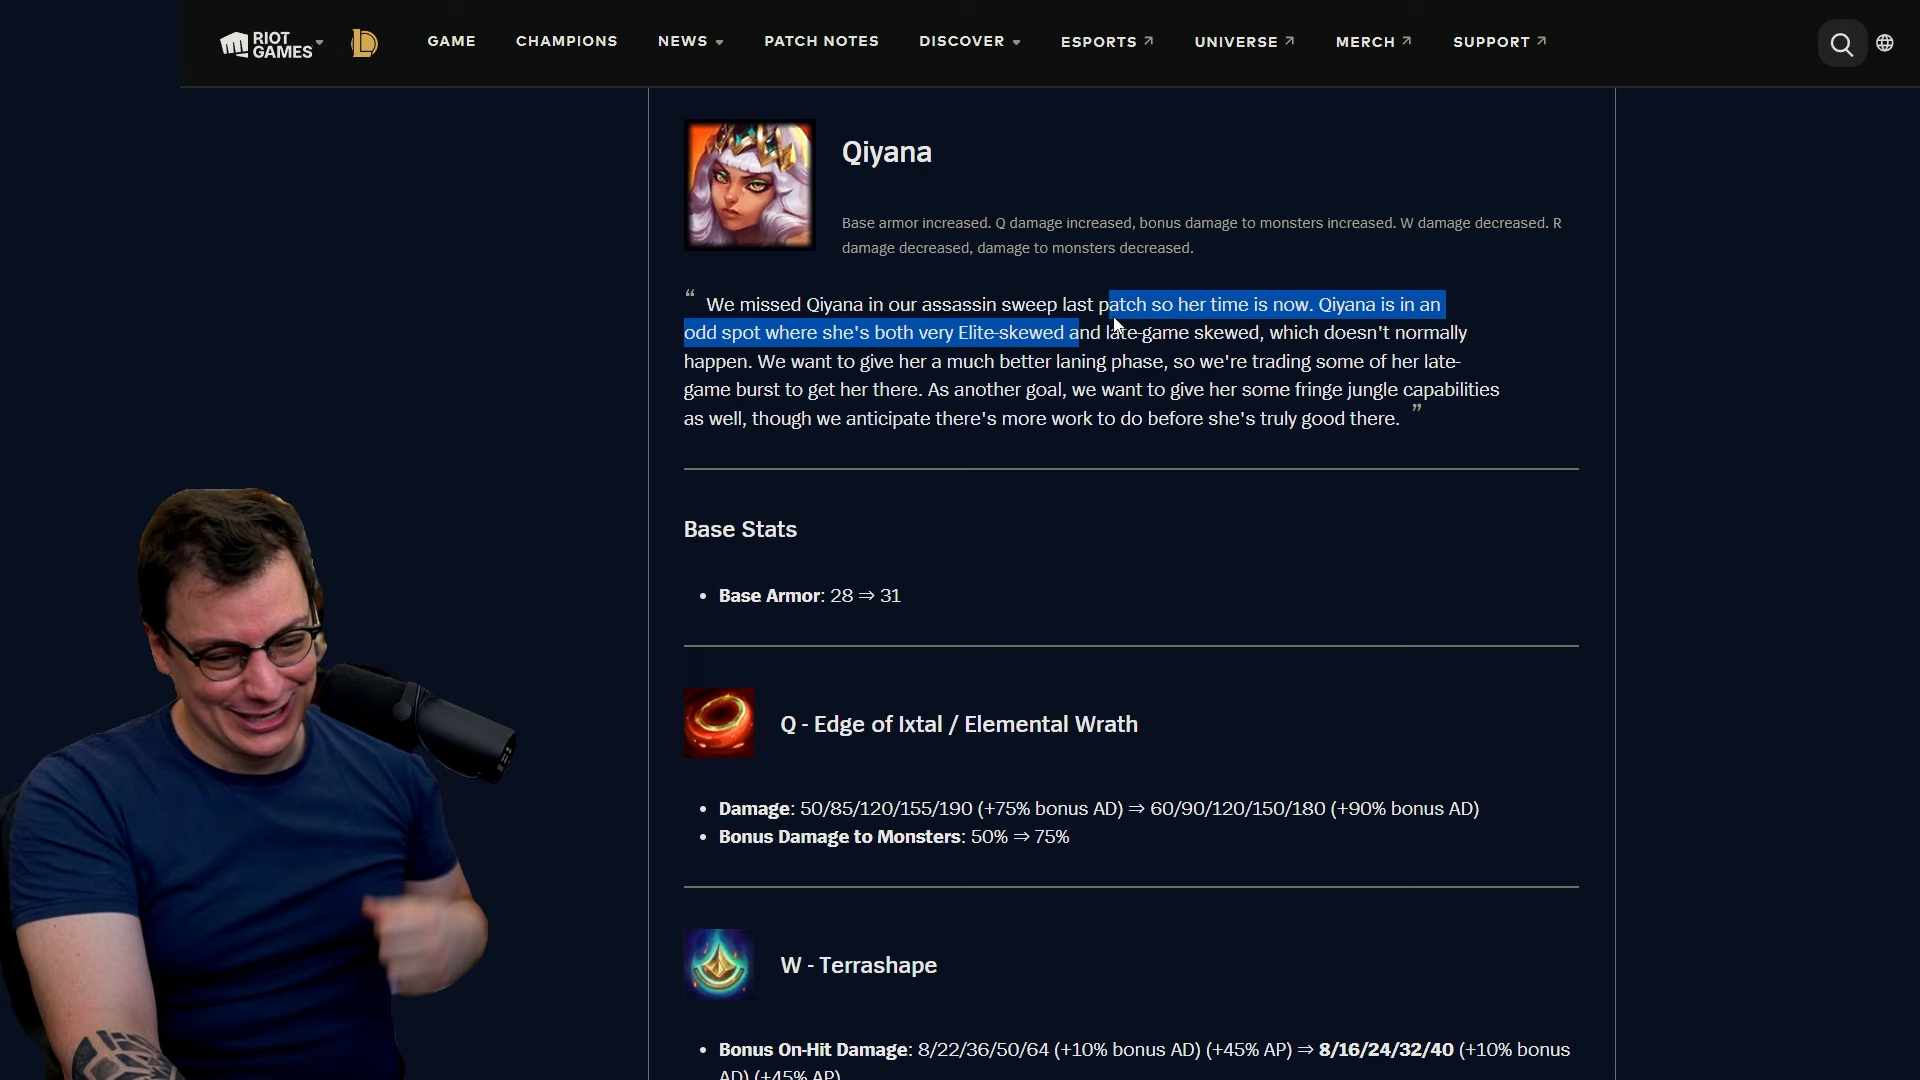 RIOT GAMES
GAME CHAMPIONS NEWS PATCH NOTES DISCOVER ESPORTS UNIVERSE MERCH SUPPORT
Qiyana
Base armor increased. Q damage increased, bonus damage to monsters increased. W damage decreased. R
damage decreased, damage to monsters decreased.
“ We missed Qiyana in our assassin sweep last patch so her time is now. Qiyana is in an
odd spot where she's both very Elite-skewed and late-game skewed, which doesn't normally
happen. We want to give her a much better laning phase, so we're trading some of her late-
game burst to get her there. As another goal, we want to give her some fringe jungle capabilities
as well, though we anticipate there's more work to do before she's truly good there. ”
Base Stats
• Base Armor: 28 ⇒ 31
Q - Edge of Ixtal / Elemental Wrath
• Damage: 50/85/120/155/190 (+75% bonus AD) ⇒ 60/90/120/150/180 (+90% bonus AD)
• Bonus Damage to Monsters: 50% ⇒ 75%
W - Terrashape
• Bonus On-Hit Damage: 8/22/36/50/64 (+10% bonus AD) (+45% AP) ⇒ 8/16/24/32/40 (+10% bonus
AD) (+45% AP)